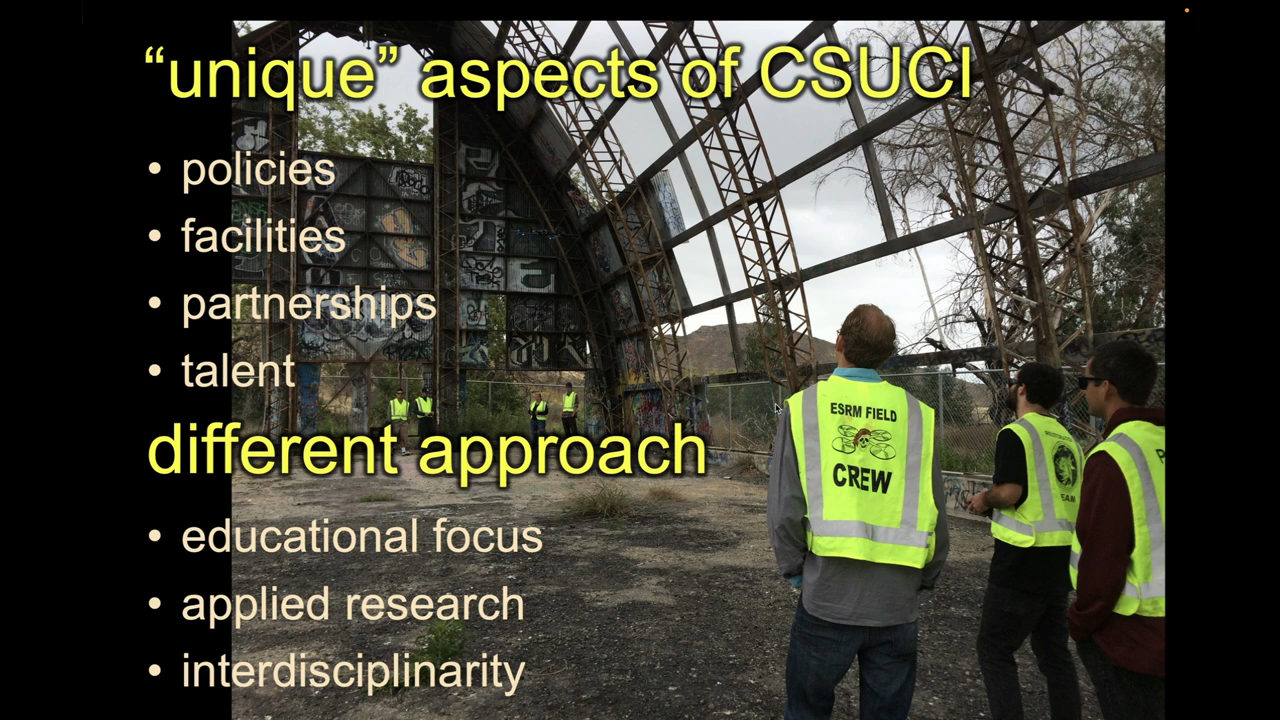 “unique” aspects of CSUCI
• policies
• facilities
• partnerships
• talent
different approach
• educational focus
• applied research
• interdisciplinarity
ESRM FIELD
CREW